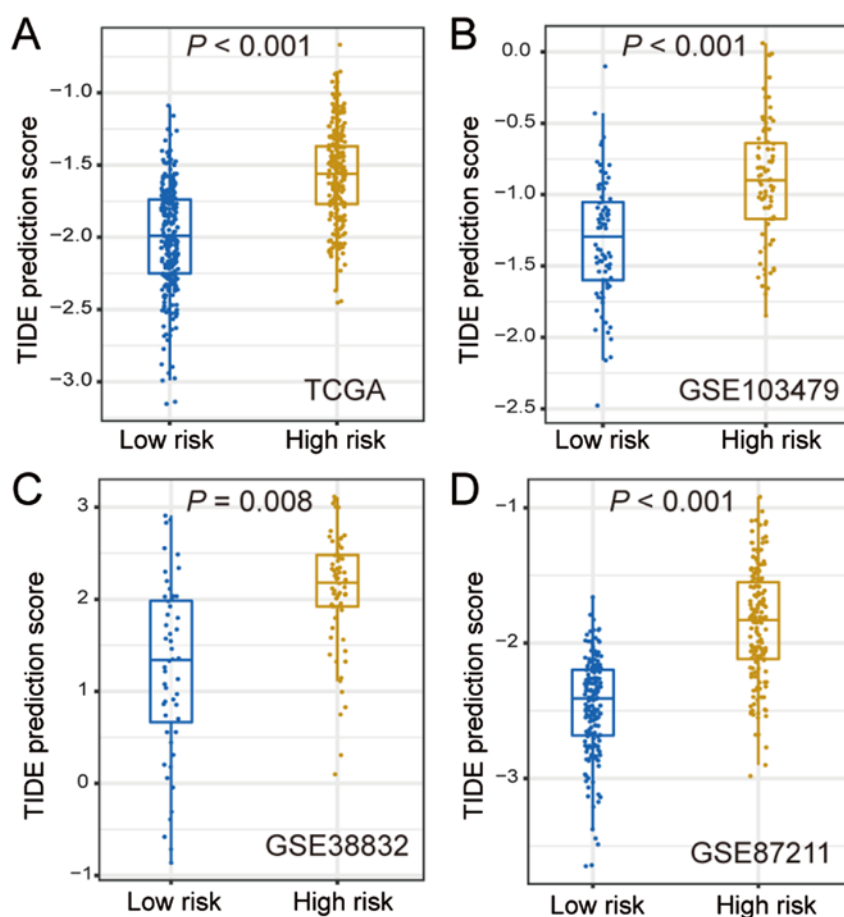 A
P < 0.001
TIDE prediction score
−1.0
−1.5
−2.0
−2.5
−3.0
TCGA
Low risk High risk
B
P < 0.001
TIDE prediction score
0.0
−0.5
−1.0
−1.5
−2.0
−2.5
GSE103479
Low risk High risk
C
P = 0.008
TIDE prediction score
3
2
1
0
−1
GSE38832
Low risk High risk
D
P < 0.001
TIDE prediction score
−1
−2
−3
GSE87211
Low risk High risk